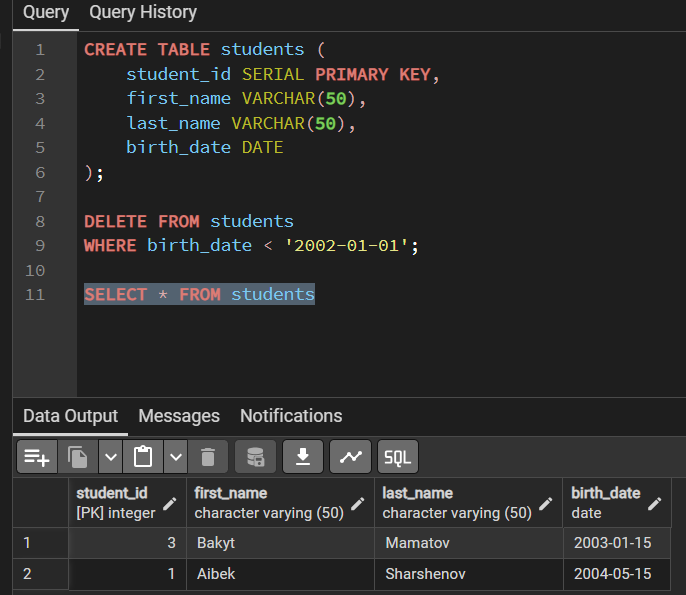 Query Query History
1 CREATE TABLE students (
2 student_id SERIAL PRIMARY KEY,
3 first_name VARCHAR(50),
4 last_name VARCHAR(50),
5 birth_date DATE
6 );
7
8 DELETE FROM students
9 WHERE birth_date < '2002-01-01';
10
11 SELECT * FROM students
Data Output Messages Notifications
SQL
student_id first_name last_name birth_date
[PK] integer character varying (50) character varying (50) date
1 3 Bakyt Mamatov 2003-01-15
2 1 Aibek Sharshenov 2004-05-15